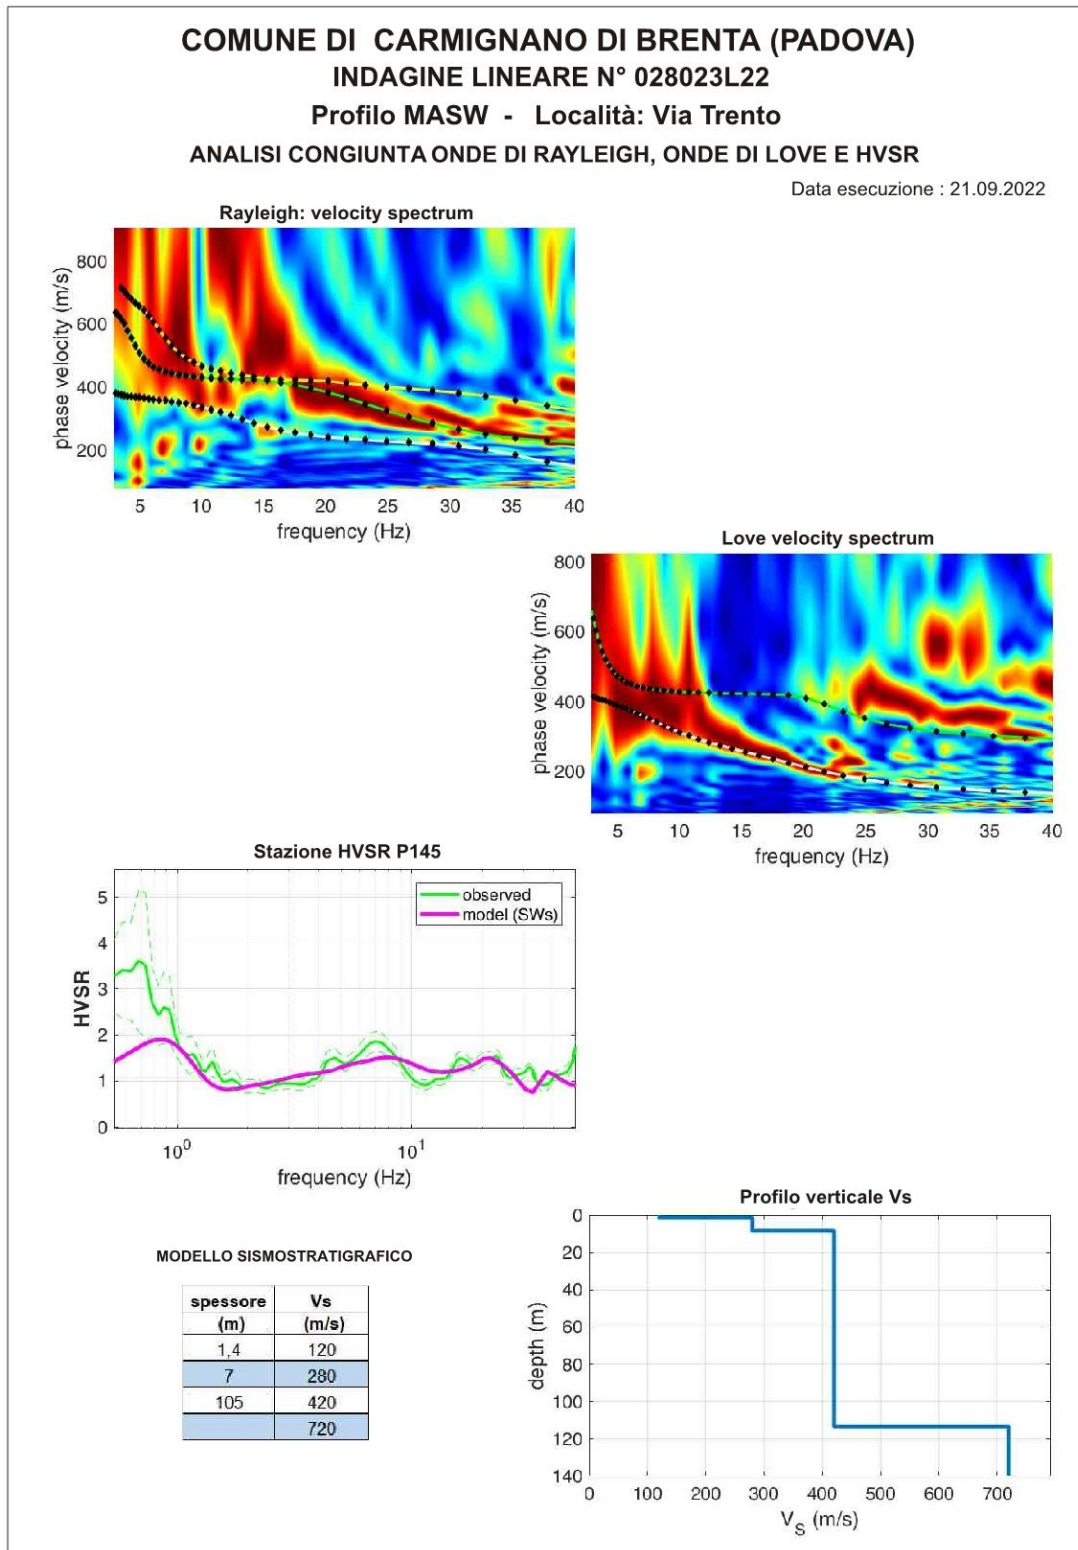 COMUNE DI  CARMIGNANO DI BRENTA (PADOVA)
INDAGINE LINEARE N° 028023L22
Profilo MASW  -   Località: Via Trento
ANALISI CONGIUNTA ONDE DI RAYLEIGH, ONDE DI LOVE E HVSR
Data esecuzione : 21.09.2022
Rayleigh: velocity spectrum
phase velocity (m/s)
800
600
400
200
5 10 15 20 25 30 35 40
frequency (Hz)
Love velocity spectrum
phase velocity (m/s)
800
600
400
200
5 10 15 20 25 30 35 40
frequency (Hz)
Stazione HVSR P145
observed
model (SWs)
HVSR
5
4
3
2
1
0
10⁰ 10¹
frequency (Hz)
MODELLO SISMOSTRATIGRAFICO
spessore Vs
(m) (m/s)
1,4 120
7 280
105 420
720
Profilo verticale Vs
depth (m)
0
20
40
60
80
100
120
140
0 100 200 300 400 500 600 700
V_S (m/s)